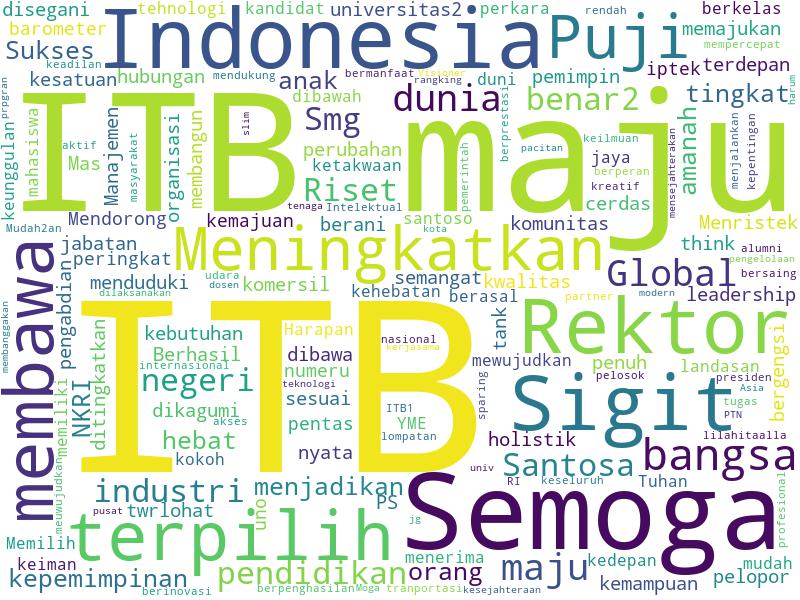 disegani teknologi kandidat universitas2 perkara rendah berkelas
barometer Indonesia Puji memajukan
Sukses keadilan mempercepat
kesatuan hubungan mendukung anak bermanfaat Visioner rangking duni pemimpin iptek terdepan
prpgran keunggulan mahasiswa ITB dibawah dunia maju benar2 tingkat harum
aktif Mas Manajemen masyarakat organisasi membangun slim Smg perubahan berprestasi keilmuan amanah menjalankan kepentingan
ketakwaan pemerintah pacitan jaya berperan mensejahterakan
Riset kreatif cerdas
tenaga Intelektual
Mudah2an Mendorong kemajuan berani santoso kota komunitas Menristek
jabatan Meningkatkan think alumni
peringkat pengelolaan
membawa pengabdian menduduki udara dosen komersil semangat kwalitas Global bersaing
dilaksanakan kehebatan berasal partner modern leadership
membanggakan NKRI ditingkatkan ITB tank Rektor bergengsi
kebutuhan Harapan nasional kerjasama
Berhasil dibawa mewujudkan penuh landasan
internasional numeru teknologi pelosok presiden
negeri sesuai sparing Sigit Asia
memiliki dikagumi akses pentas ITB1 YME tugas PTN
hebat lompatan
kokoh nyata holistik lilahitaalla
univ Santosa bangsa
industri menjadikan RI keseluruh Tuhan
meuwujudkan pusat twrlohat uno PS Semoga profesional
Memilih terpilih jg
keiman menerima kedepan mudah
kepemimpinan pendidikan orang maju kemampuan pelopor
berinovasi berpenghasilan Moga tranportasi kesejahteraan